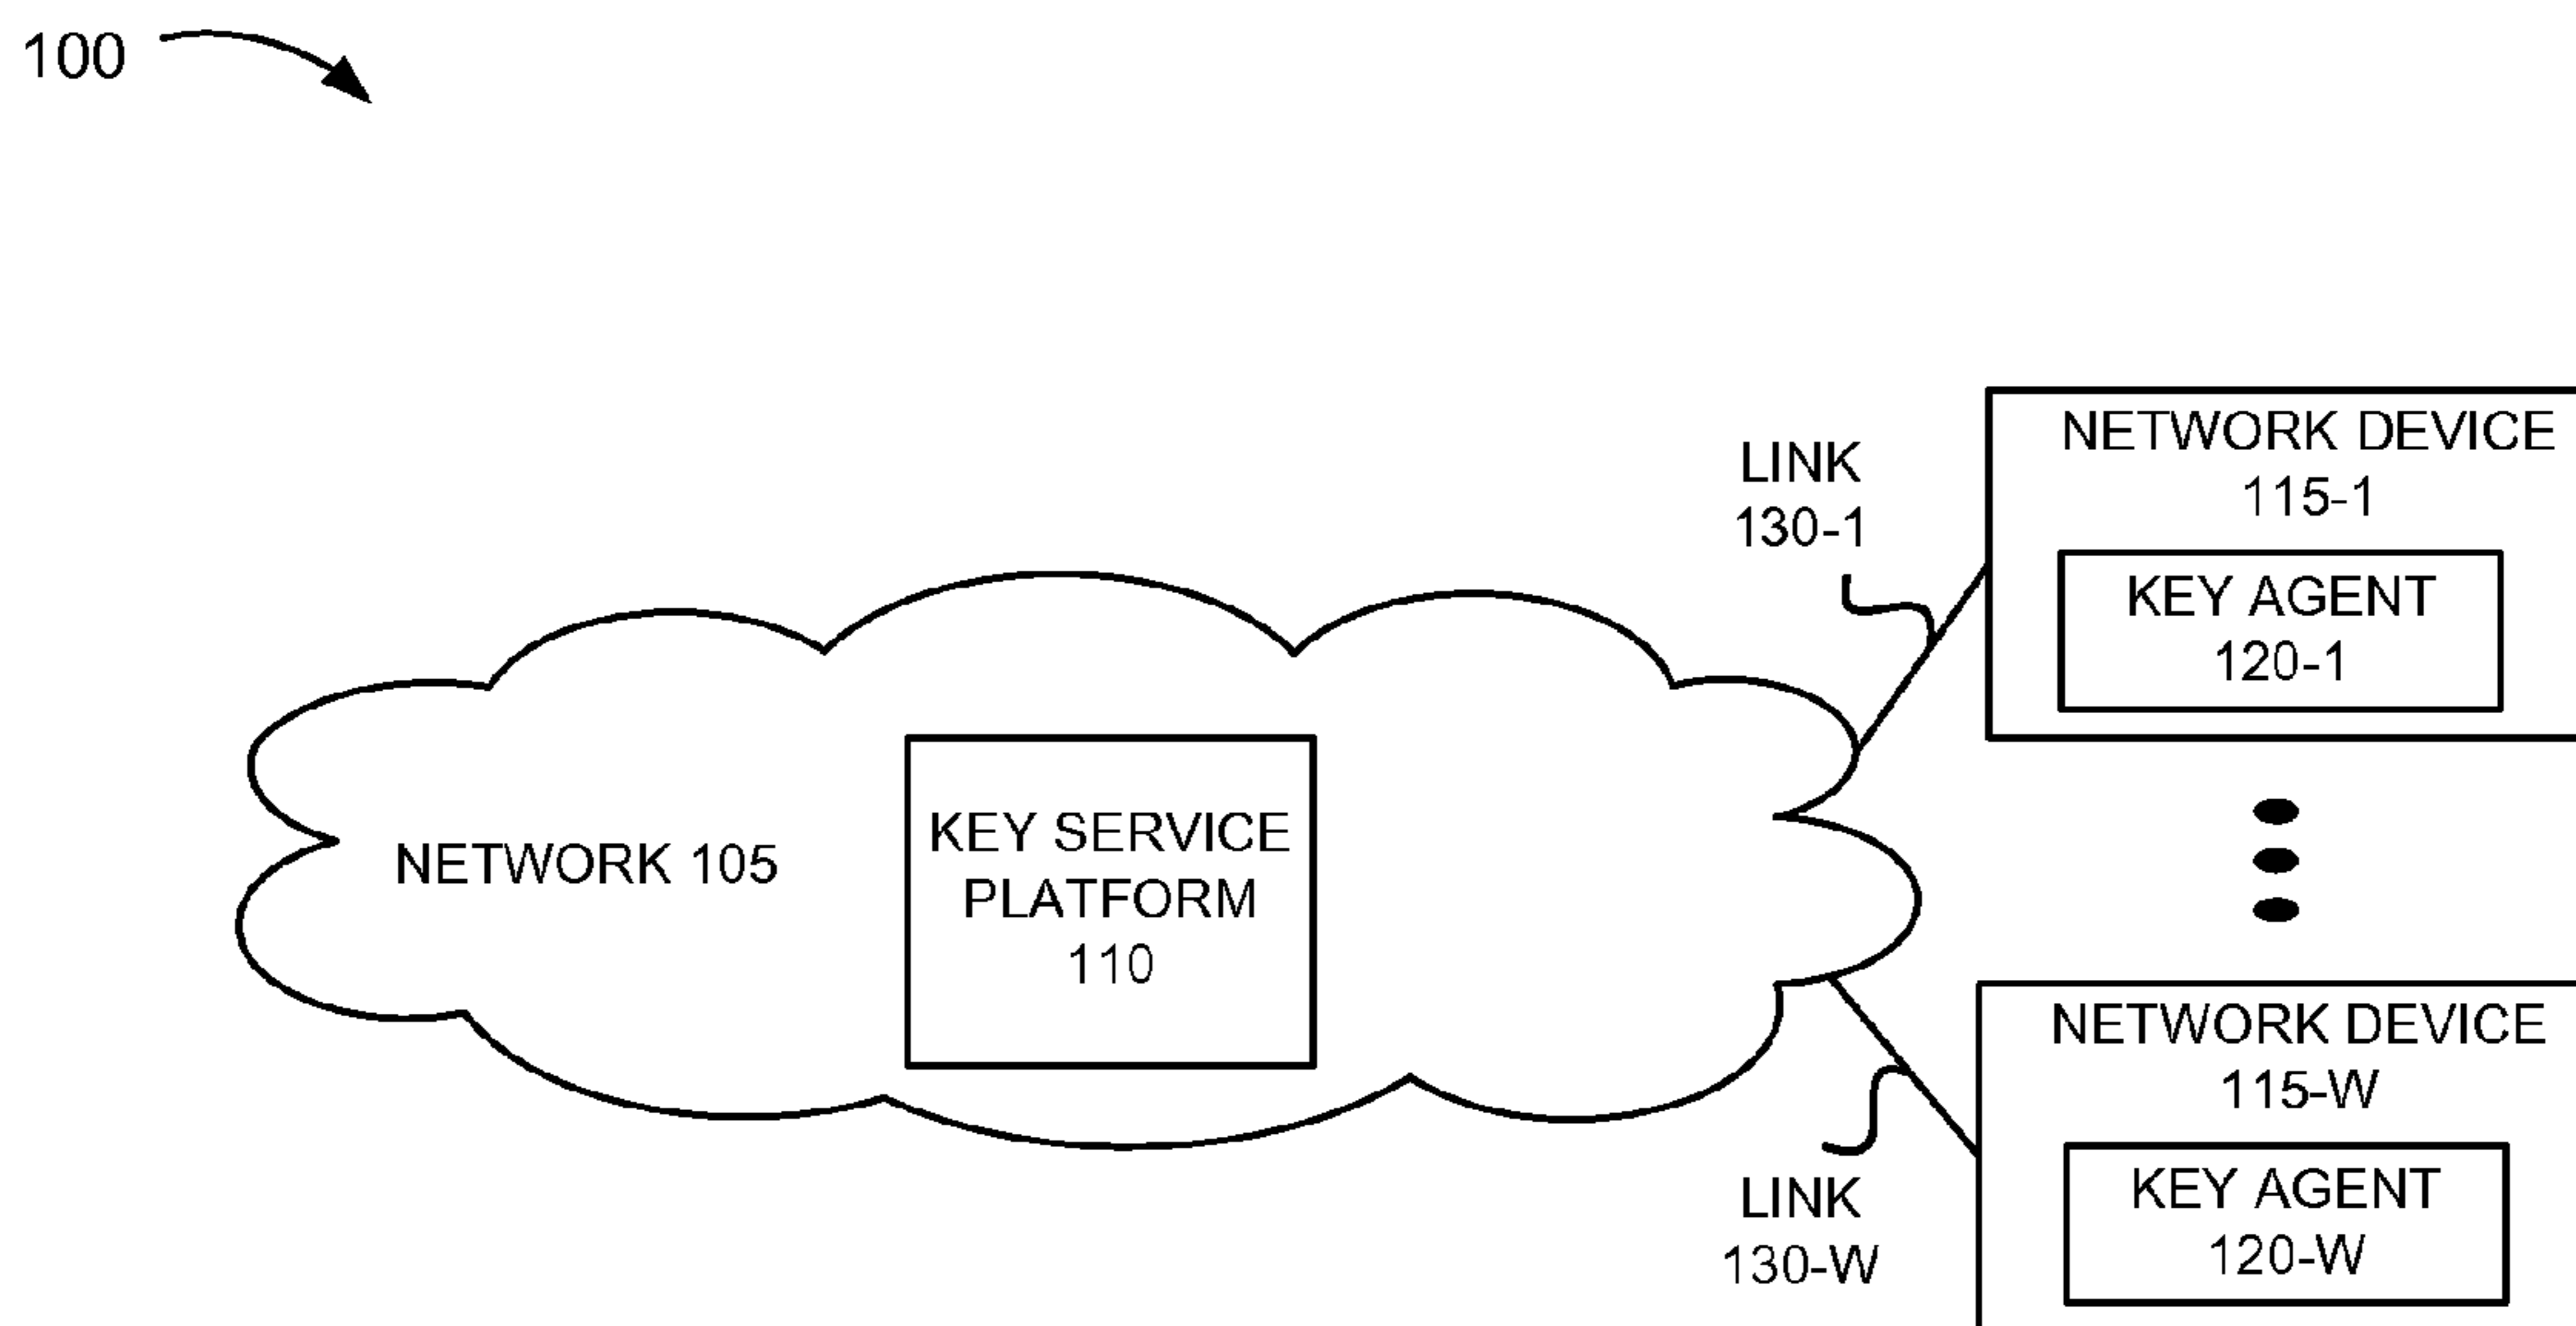 100
LINK
130-1
NETWORK DEVICE
115-1
KEY AGENT
120-1
NETWORK 105
KEY SERVICE
PLATFORM
110
NETWORK DEVICE
115-W
KEY AGENT
120-W
LINK
130-W